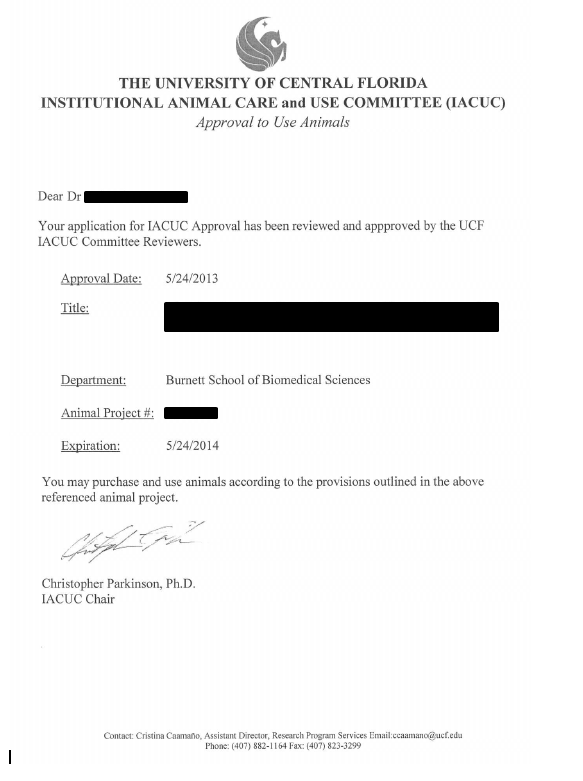 THE UNIVERSITY OF CENTRAL FLORIDA
INSTITUTIONAL ANIMAL CARE and USE COMMITTEE (IACUC)
Approval to Use Animals
Dear Dr
Your application for IACUC Approval has been reviewed and appproved by the UCF
IACUC Committee Reviewers.
Approval Date: 5/24/2013
Title:
Department: Burnett School of Biomedical Sciences
Animal Project #:
Expiration: 5/24/2014
You may purchase and use animals according to the provisions outlined in the above
referenced animal project.
Christopher Parkinson, Ph.D.
IACUC Chair
Contact: Cristina Caamaño, Assistant Director, Research Program Services Email:ccaamano@ucf.edu
Phone: (407) 882-1164 Fax: (407) 823-3299